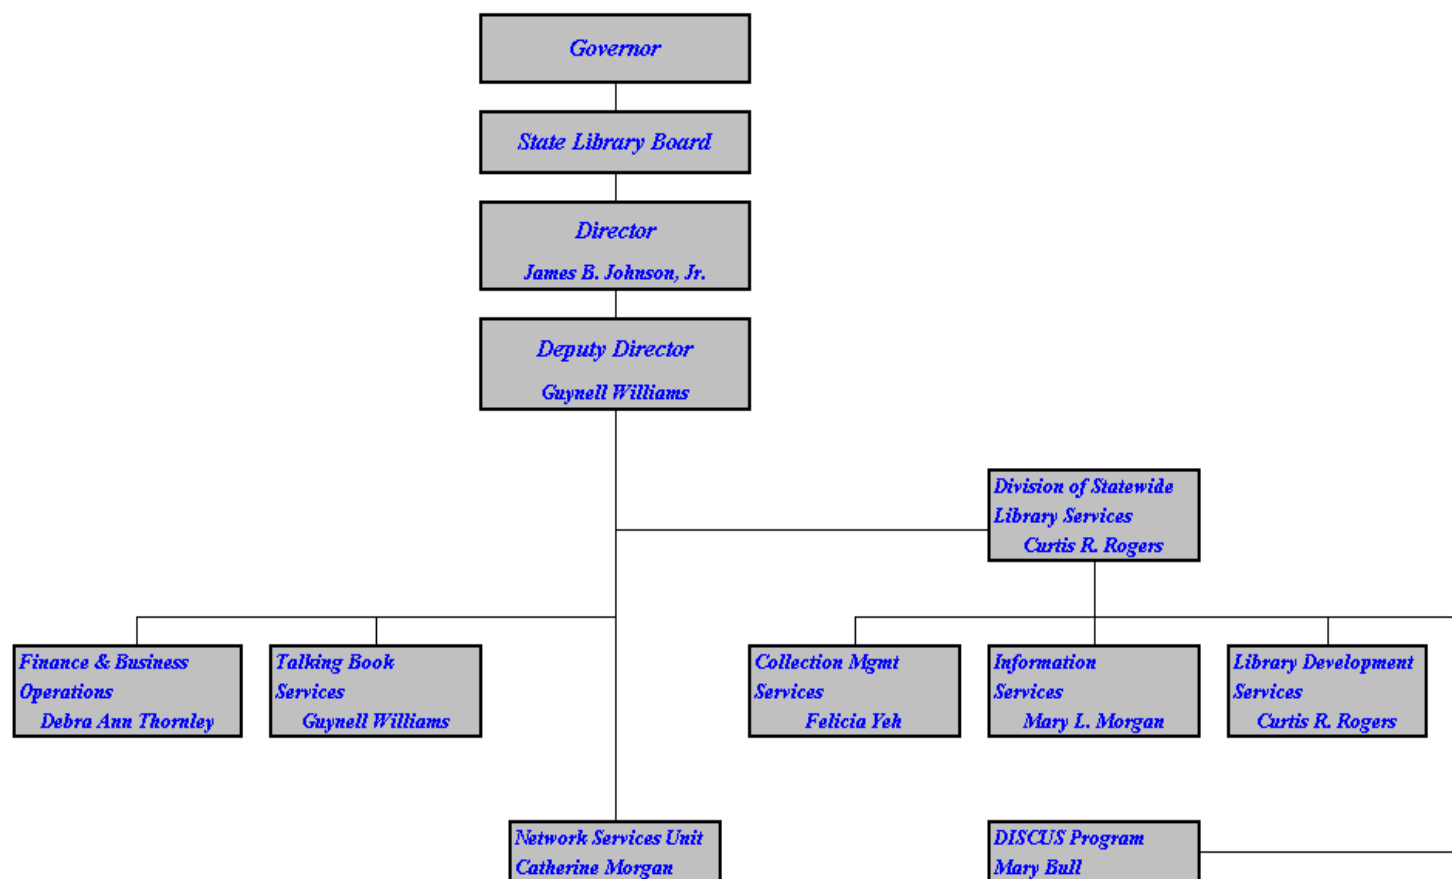 Governor
State Library Board
Director
James B. Johnson, Jr.
Deputy Director
Guynell Williams
Division of Statewide
Library Services
Curtis R. Rogers
Finance & Business
Operations
Debra Ann Thornley
Talking Book
Services
Guynell Williams
Collection Mgmt
Services
Felicia Yeh
Information
Services
Mary L. Morgan
Library Development
Services
Curtis R. Rogers
Network Services Unit
Catherine Morgan
DISCUS Program
Mary Bull